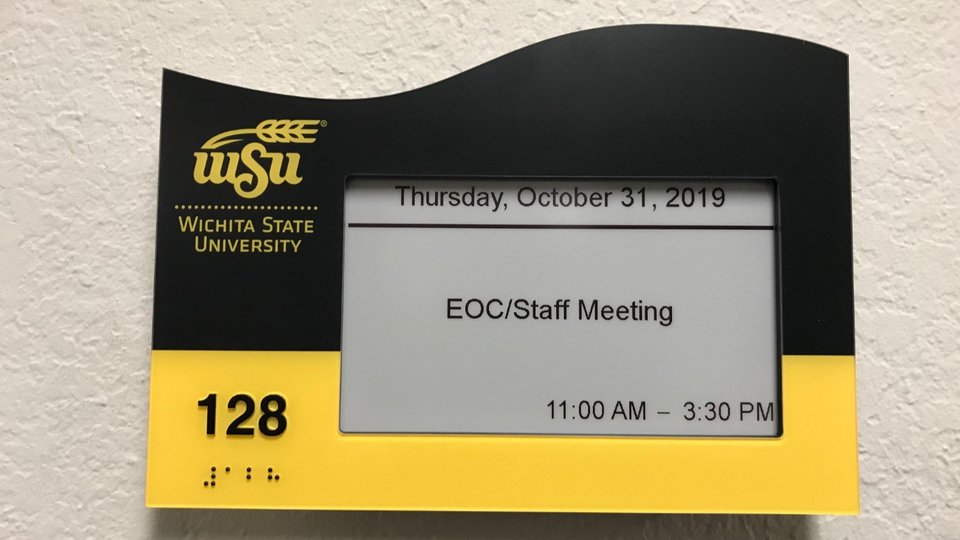 wsu®
WICHITA STATE
UNIVERSITY
Thursday, October 31, 2019
EOC/Staff Meeting
11:00 AM – 3:30 PM
128
⠼⠁⠃⠓